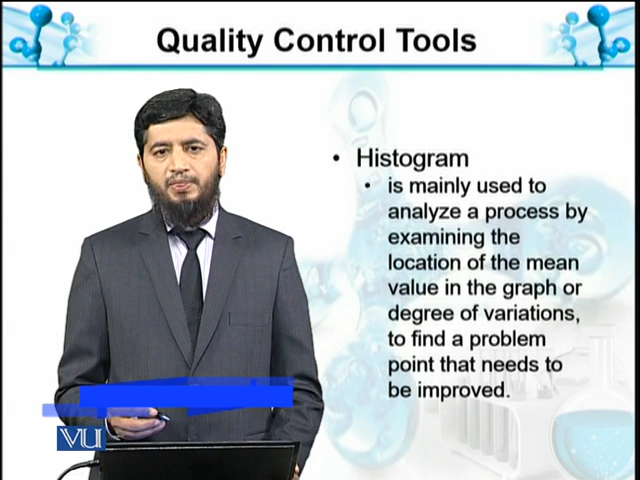 Quality Control Tools
• Histogram
• is mainly used to
analyze a process by
examining the
location of the mean
value in the graph or
degree of variations,
to find a problem
point that needs to
be improved.
VU